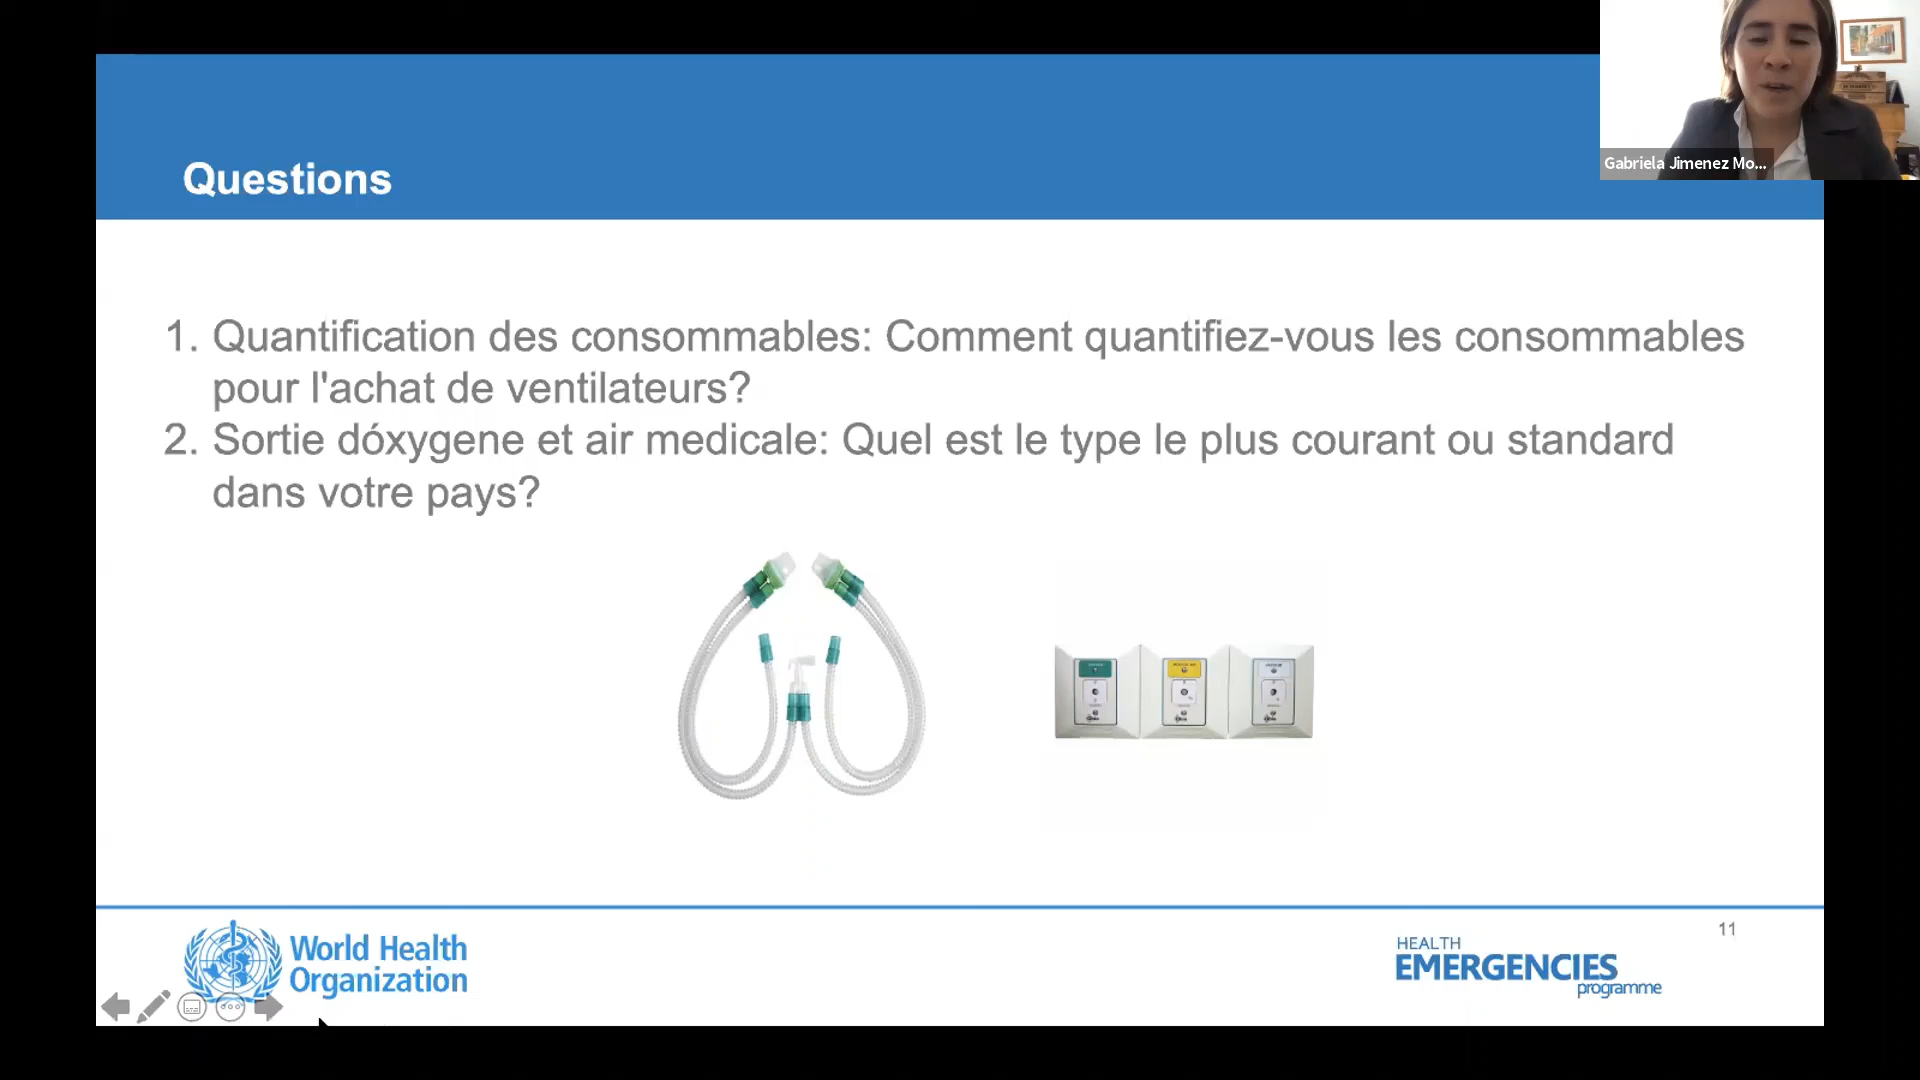 Gabriela Jimenez Mo...
Questions
1. Quantification des consommables: Comment quantifiez-vous les consommables
pour l'achat de ventilateurs?
2. Sortie dóxygene et air medicale: Quel est le type le plus courant ou standard
dans votre pays?
World Health
Organization
HEALTH
EMERGENCIES
programme
11